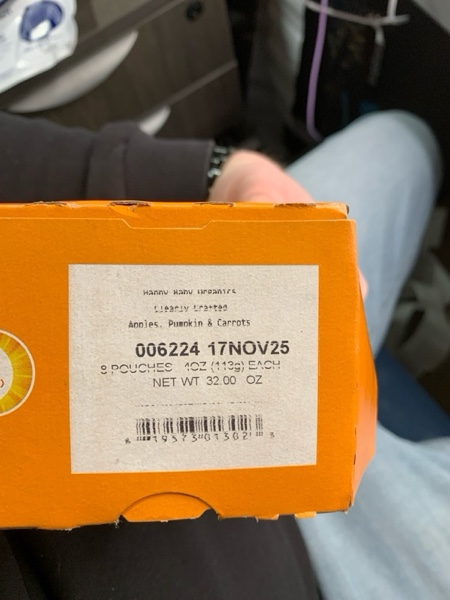 Happy Baby Organics
Clearly Crafted
Apples, Pumpkin & Carrots
006224 17NOV25
8 POUCHES 4OZ (113g) EACH
NET WT 32.00 OZ